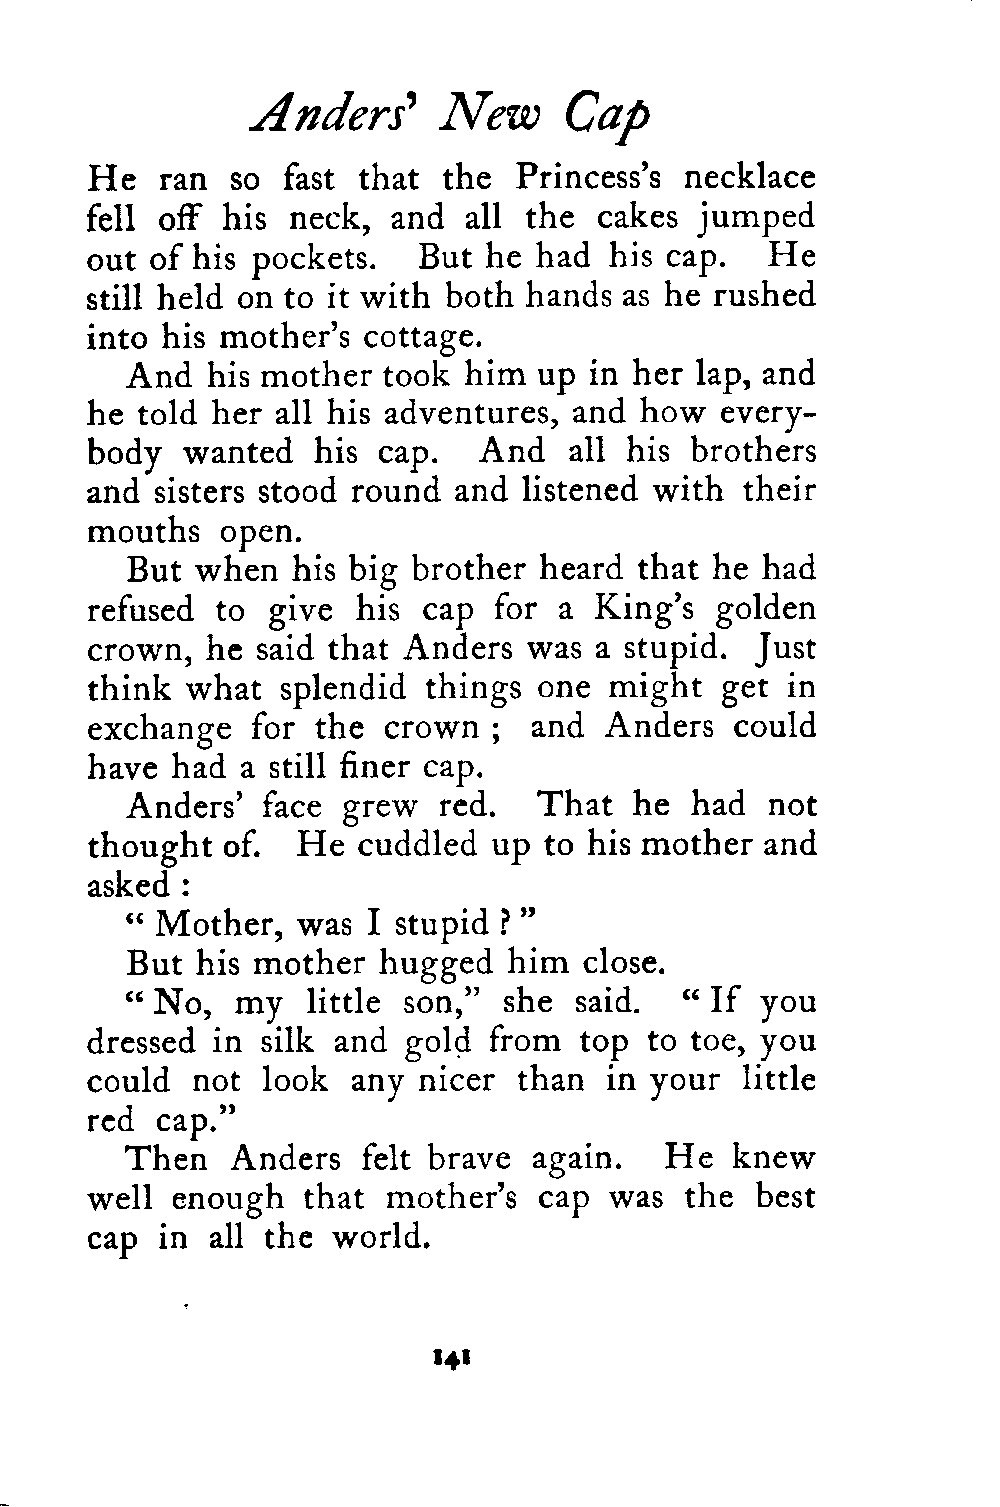 Anders' New Cap
He ran so fast that the Princess's necklace
fell off his neck, and all the cakes jumped
out of his pockets. But he had his cap. He
still held on to it with both hands as he rushed
into his mother's cottage.
And his mother took him up in her lap, and
he told her all his adventures, and how every-
body wanted his cap. And all his brothers
and sisters stood round and listened with their
mouths open.
But when his big brother heard that he had
refused to give his cap for a King's golden
crown, he said that Anders was a stupid. Just
think what splendid things one might get in
exchange for the crown ; and Anders could
have had a still finer cap.
Anders' face grew red. That he had not
thought of. He cuddled up to his mother and
asked :
“ Mother, was I stupid ? ”
But his mother hugged him close.
“ No, my little son,” she said. “ If you
dressed in silk and gold from top to toe, you
could not look any nicer than in your little
red cap.”
Then Anders felt brave again. He knew
well enough that mother's cap was the best
cap in all the world.
141